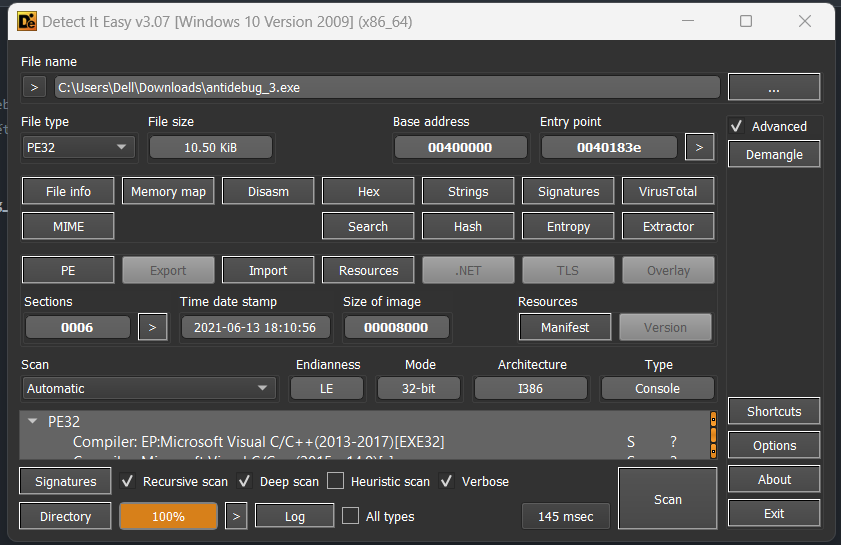 Detect It Easy v3.07 [Windows 10 Version 2009] (x86_64)
File name
> C:\Users\Dell\Downloads\antidebug_3.exe ...
File type File size Base address Entry point Advanced
PE32 10.50 KiB 00400000 0040183e > Demangle
File info Memory map Disasm Hex Strings Signatures VirusTotal
MIME Search Hash Entropy Extractor
PE Export Import Resources .NET TLS Overlay
Sections Time date stamp Size of image Resources
0006 > 2021-06-13 18:10:56 00008000 Manifest Version
Scan Endianness Mode Architecture Type
Automatic LE 32-bit I386 Console
PE32 Shortcuts
Compiler: EP:Microsoft Visual C/C++(2013-2017)[EXE32] S ? Options
Signatures Recursive scan Deep scan Heuristic scan Verbose Scan About
Directory 100% > Log All types 145 msec Exit